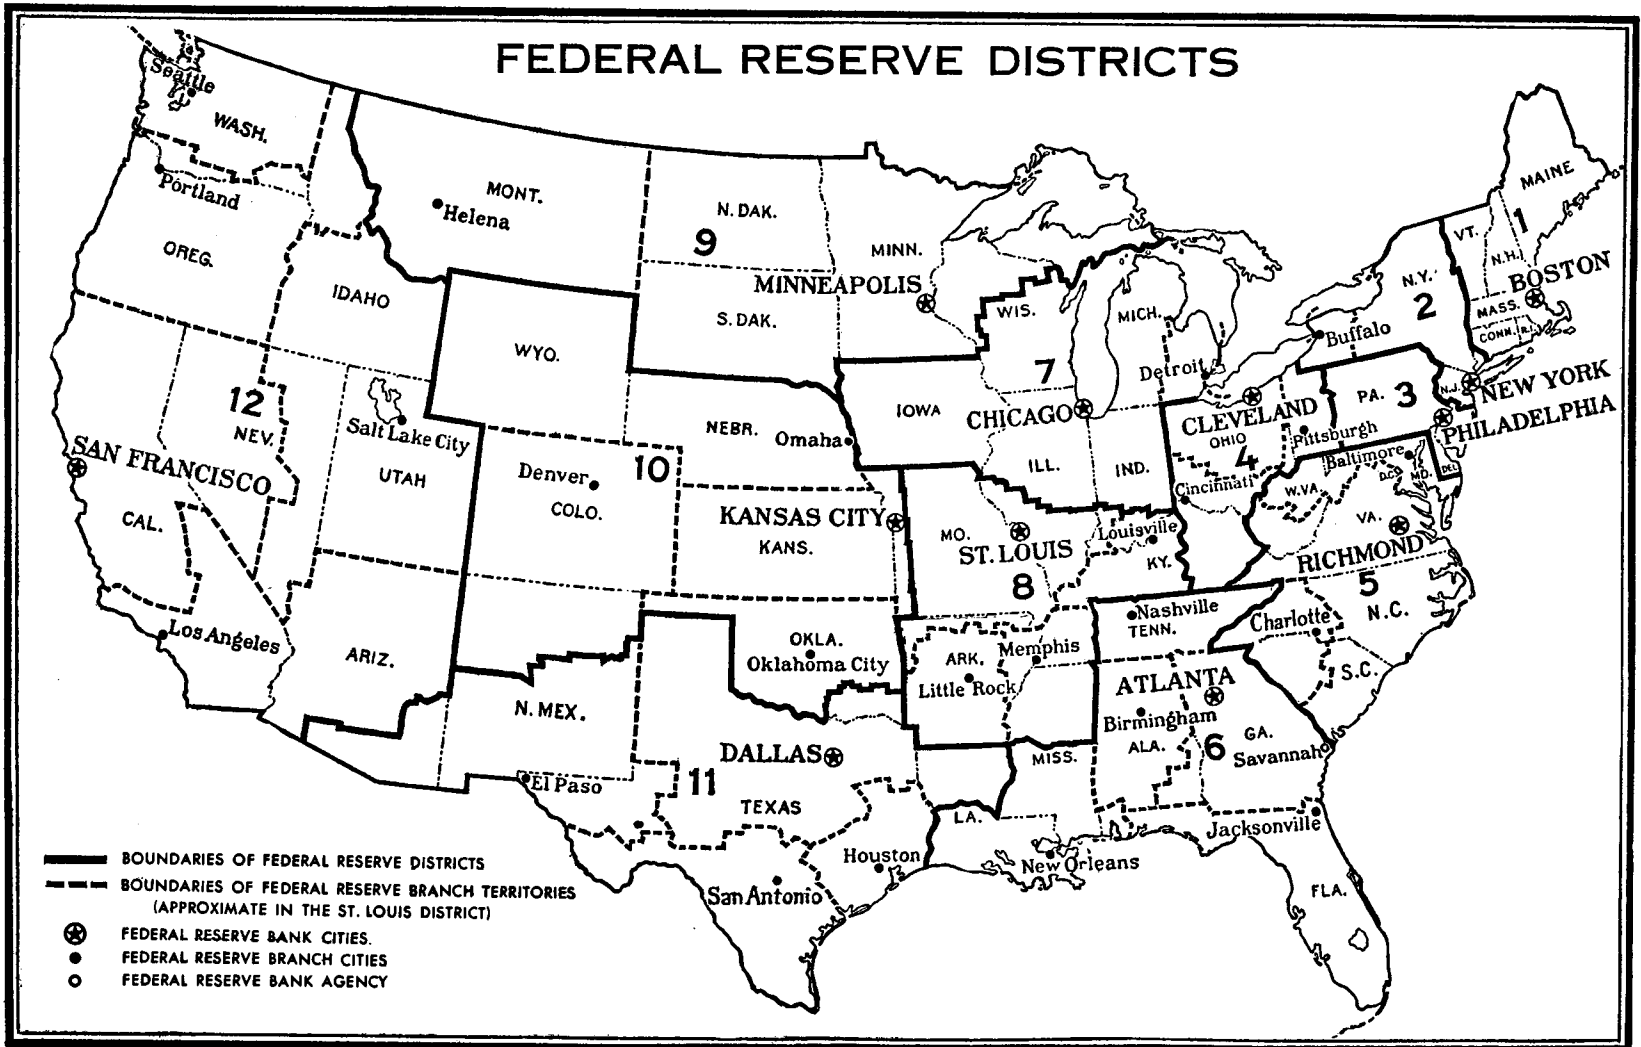 FEDERAL RESERVE DISTRICTS
Seattle
WASH.
Portland
OREG.
MONT.
Helena
IDAHO
N. DAK.
9
MINN.
MINNEAPOLIS
S. DAK.
WYO.
WIS.
MICH.
7
Detroit
MAINE
VT.
1
N.H.
BOSTON
N.Y.
2
MASS.
CONN.
R.I.
Buffalo
12
NEV.
SAN FRANCISCO
Salt Lake City
UTAH
CAL.
NEBR.
Omaha
IOWA
CHICAGO
CLEVELAND
OHIO
4
Pittsburgh
PA.
3
N.J.
NEW YORK
PHILADELPHIA
Denver
10
COLO.
ILL.
IND.
Cincinnati
Baltimore
D.C.
MD.
DEL.
W.VA.
VA.
RICHMOND
5
KANSAS CITY
KANS.
MO.
ST. LOUIS
8
Louisville
KY.
Nashville
TENN.
Charlotte
N.C.
Los Angeles
ARIZ.
N. MEX.
OKLA.
Oklahoma City
ARK.
Memphis
Little Rock
ATLANTA
S.C.
Birmingham
ALA.
6
GA.
Savannah
DALLAS
11
El Paso
TEXAS
MISS.
LA.
Jacksonville
Houston
New Orleans
San Antonio
FLA.
BOUNDARIES OF FEDERAL RESERVE DISTRICTS
BOUNDARIES OF FEDERAL RESERVE BRANCH TERRITORIES
(APPROXIMATE IN THE ST. LOUIS DISTRICT)
FEDERAL RESERVE BANK CITIES.
FEDERAL RESERVE BRANCH CITIES
FEDERAL RESERVE BANK AGENCY